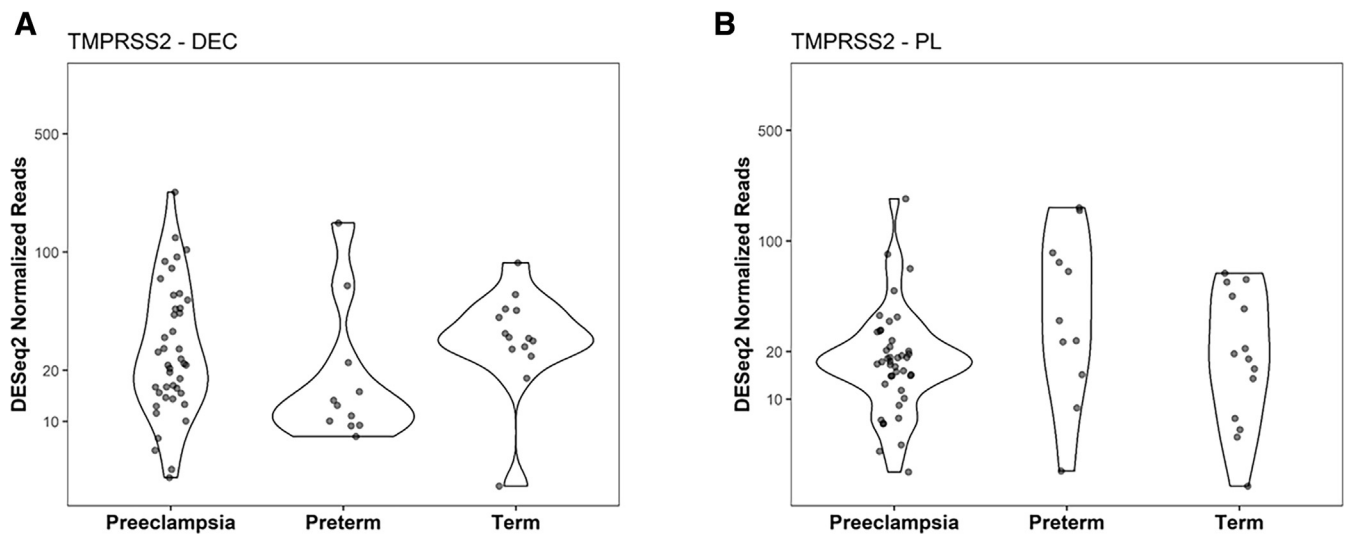 A
TMPRSS2 - DEC
DESeq2 Normalized Reads
500
100
20
10
Preeclampsia Preterm Term
B
TMPRSS2 - PL
DESeq2 Normalized Reads
500
100
20
10
Preeclampsia Preterm Term